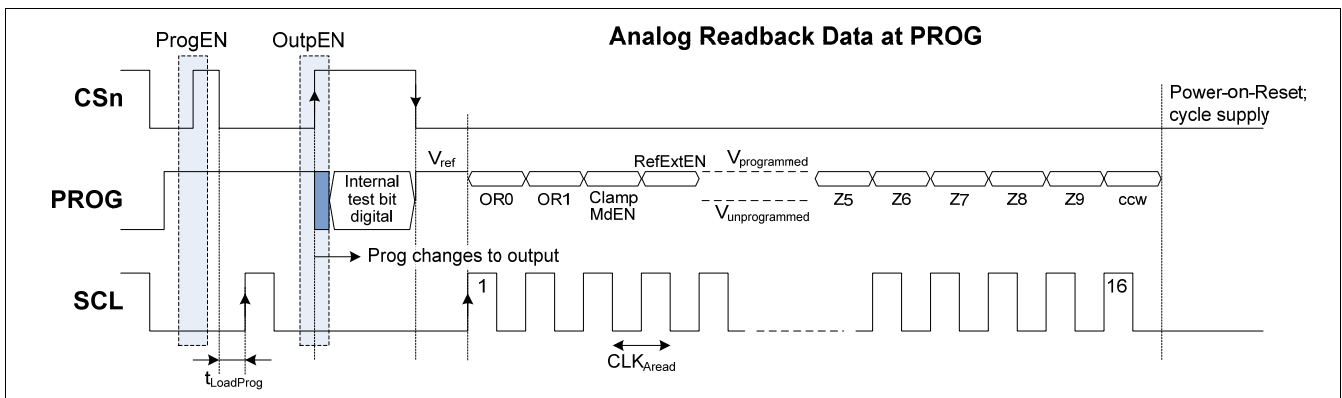 Analog Readback Data at PROG
ProgEN
OutpEN
CSn
Power-on-Reset;
cycle supply
Vref
RefExtEN
Vprogrammed
PROG
Internal
test bit
digital
OR0
OR1
Clamp
MdEN
Vunprogrammed
Z5
Z6
Z7
Z8
Z9
ccw
Prog changes to output
SCL
1
16
CLKAread
tLoadProg